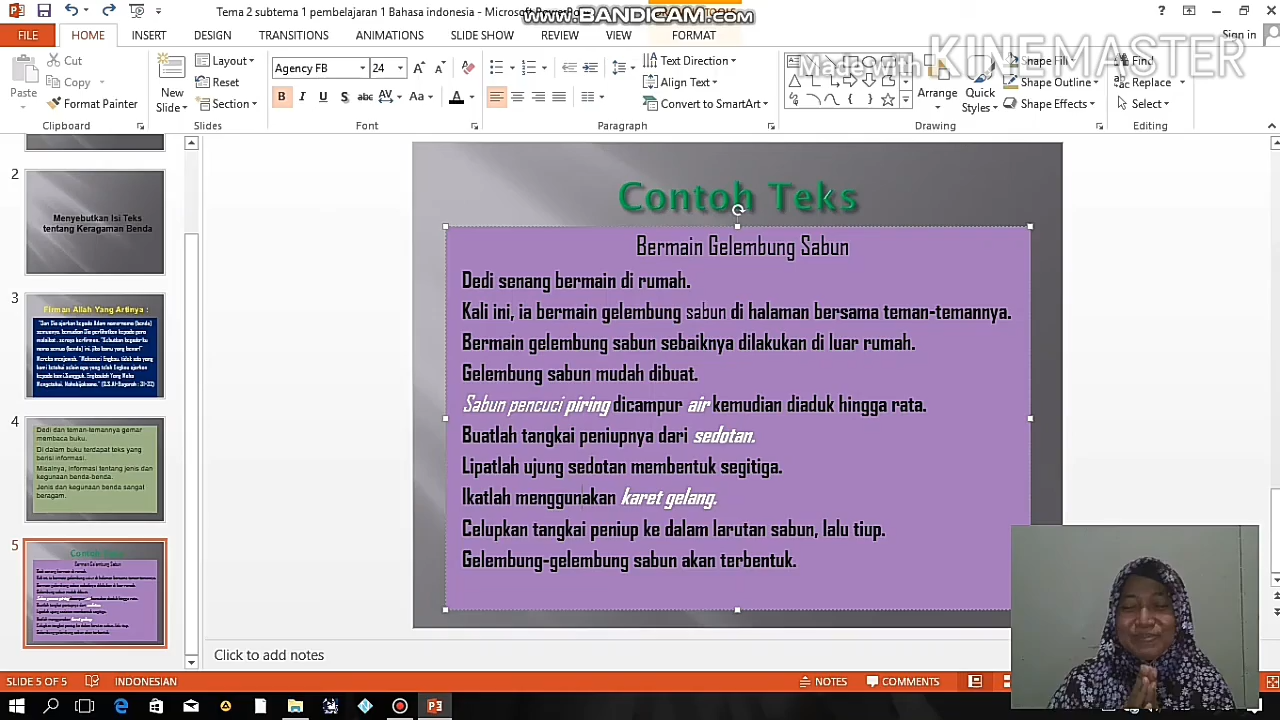 Tema 2 subtema 1 pembelajaran 1 Bahasa indonesia - Microsoft
www.BANDICAM.com
Made with KINEMASTER
FILE HOME INSERT DESIGN TRANSITIONS ANIMATIONS SLIDE SHOW REVIEW VIEW FORMAT Sign in
Paste
Cut
Copy
Format Painter
Clipboard
New Slide
Layout
Reset
Section
Slides
Agency FB 24
Font
Text Direction
Align Text
Convert to SmartArt
Paragraph
Arrange
Quick Styles
Shape Fill
Shape Outline
Shape Effects
Drawing
Find
Replace
Select
Editing
2
Menyebutkan Isi Teks
tentang Keragaman Benda
3
Firman Allah Yang Artinya :
4
Dedi dan teman-temannya gemar
membaca buku.
Di dalam buku terdapat teks yang
berisi informasi.
Misalnya, informasi tentang jenis dan
kegunaan benda-benda.
Jenis dan kegunaan benda sangat
beragam.
5
Contoh Teks
Bermain Gelembung Sabun
Contoh Teks
Bermain Gelembung Sabun
Dedi senang bermain di rumah.
Kali ini, ia bermain gelembung sabun di halaman bersama teman-temannya.
Bermain gelembung sabun sebaiknya dilakukan di luar rumah.
Gelembung sabun mudah dibuat.
Sabun pencuci piring dicampur air kemudian diaduk hingga rata.
Buatlah tangkai peniupnya dari sedotan.
Lipatlah ujung sedotan membentuk segitiga.
Ikatlah menggunakan karet gelang.
Celupkan tangkai peniup ke dalam larutan sabun, lalu tiup.
Gelembung-gelembung sabun akan terbentuk.
Click to add notes
SLIDE 5 OF 5 INDONESIAN NOTES COMMENTS